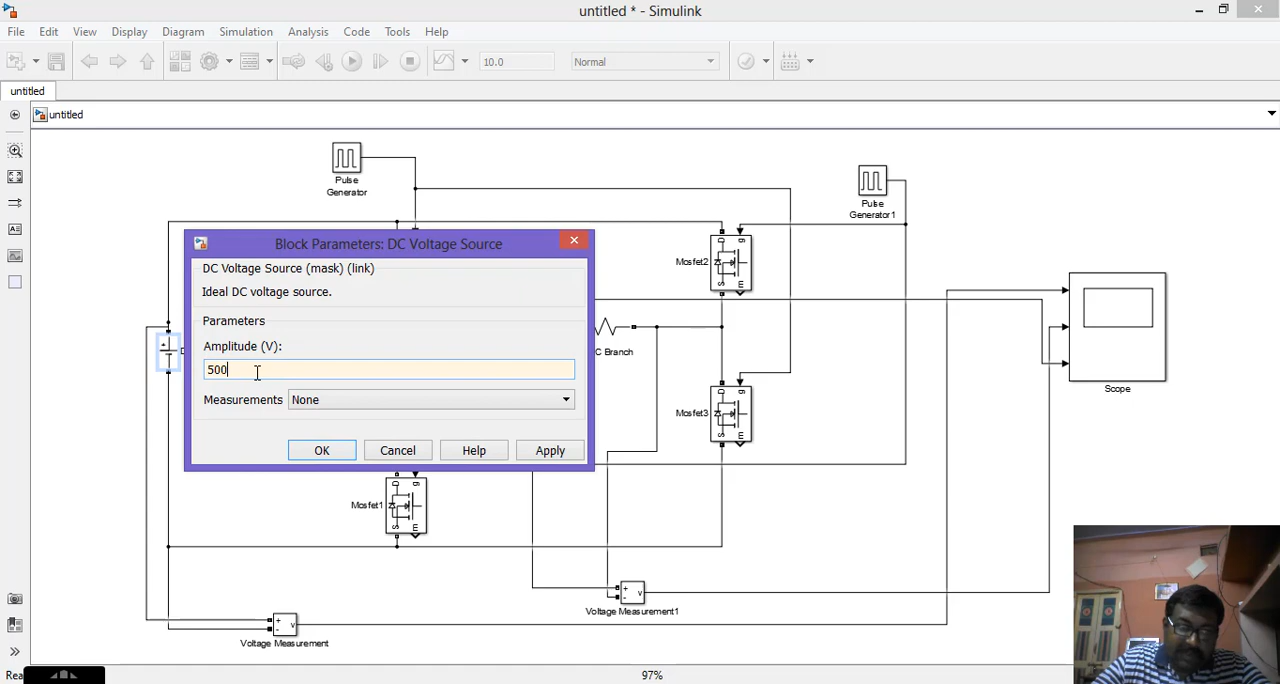 untitled * - Simulink
File Edit View Display Diagram Simulation Analysis Code Tools Help
10.0
Normal
untitled
untitled
Pulse
Generator
Pulse
Generator1
Block Parameters: DC Voltage Source
DC Voltage Source (mask) (link)
Ideal DC voltage source.
Parameters
Amplitude (V):
500
Measurements None
OK Cancel Help Apply
D g
Mosfet2
S m
C Branch
D g
Mosfet3
S m
Scope
D g
Mosfet1
S m
+ v
-
Voltage Measurement1
+ v
-
Voltage Measurement
Rea
97%